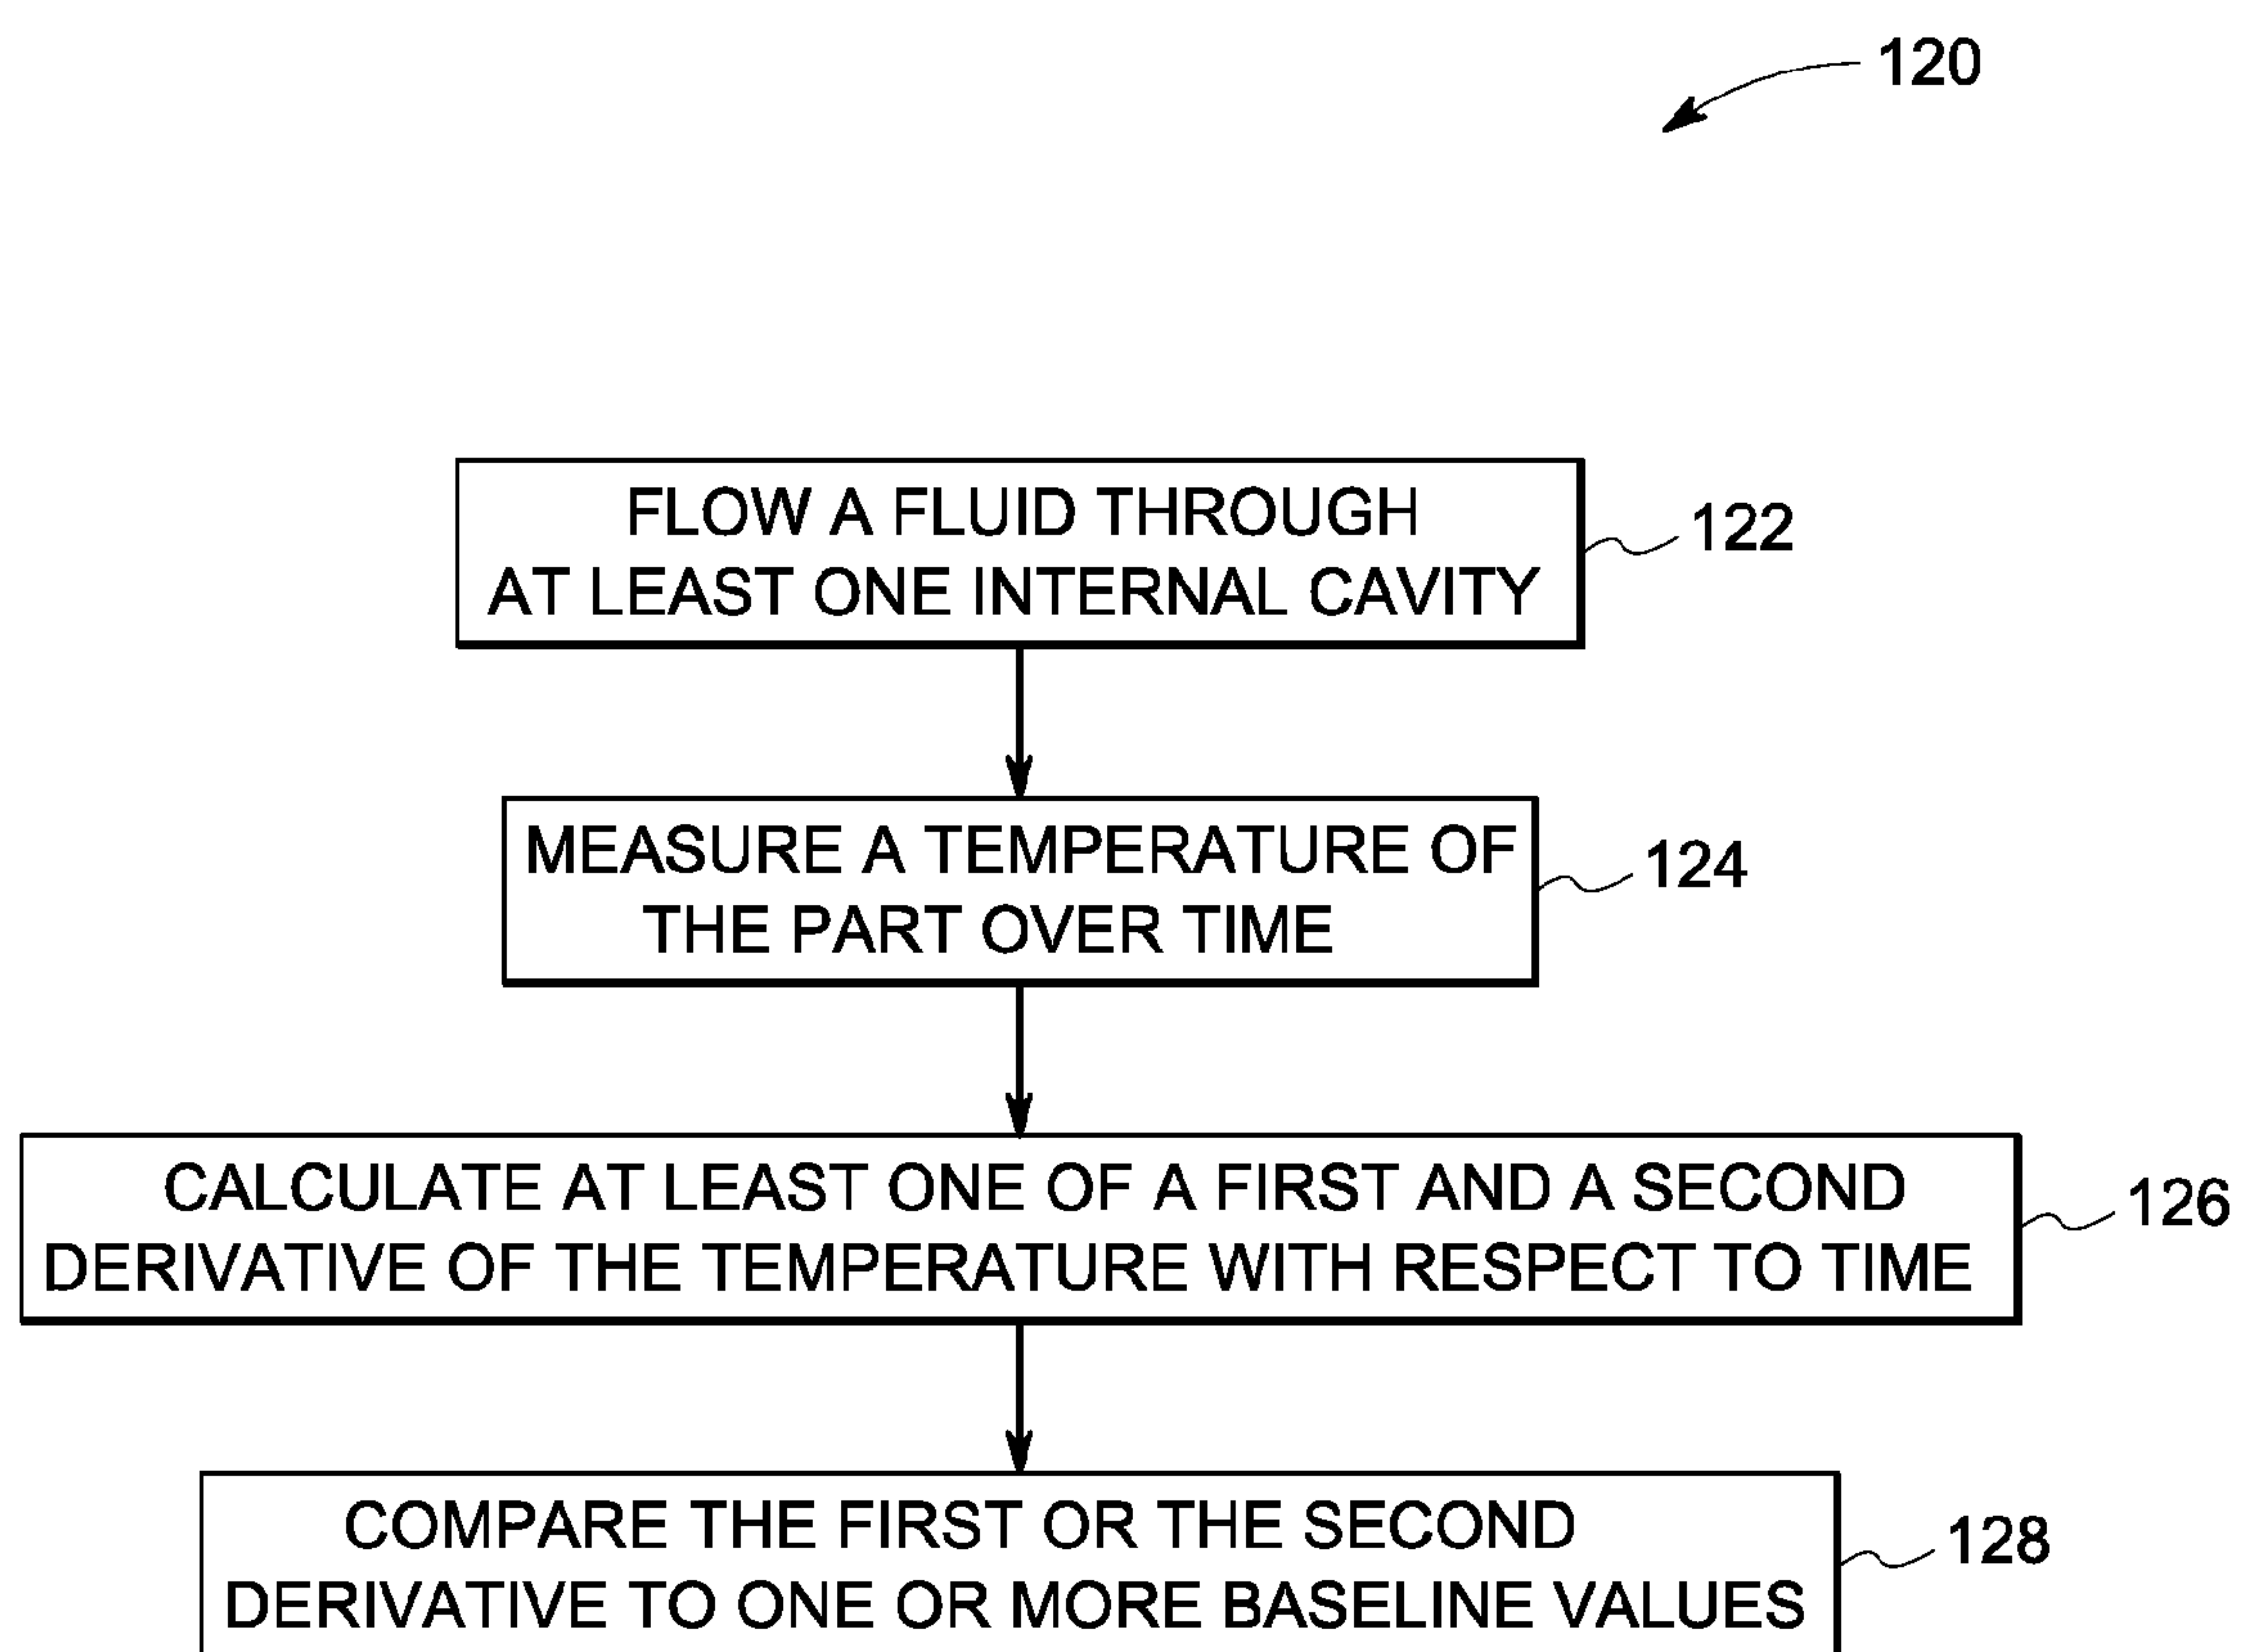 120
FLOW A FLUID THROUGH
AT LEAST ONE INTERNAL CAVITY
122
MEASURE A TEMPERATURE OF
THE PART OVER TIME
124
CALCULATE AT LEAST ONE OF A FIRST AND A SECOND
DERIVATIVE OF THE TEMPERATURE WITH RESPECT TO TIME
126
COMPARE THE FIRST OR THE SECOND
DERIVATIVE TO ONE OR MORE BASELINE VALUES
128